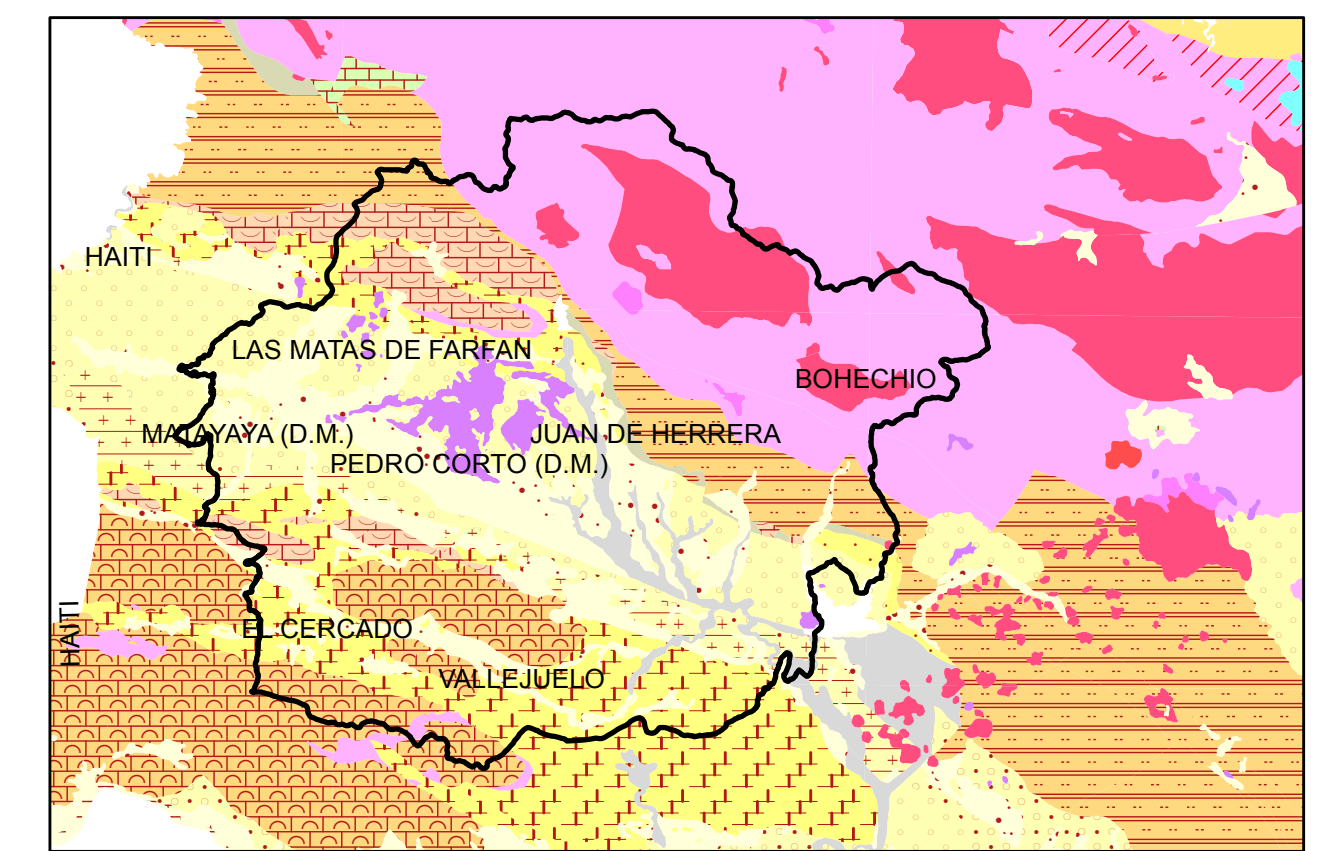 HAITI
LAS MATAS DE FARFAN
BOHECHIO
MATAYAYA (D.M.)
JUAN DE HERRERA
PEDRO CORTO (D.M.)
HAITI
EL CERCADO
VALLEJUELO